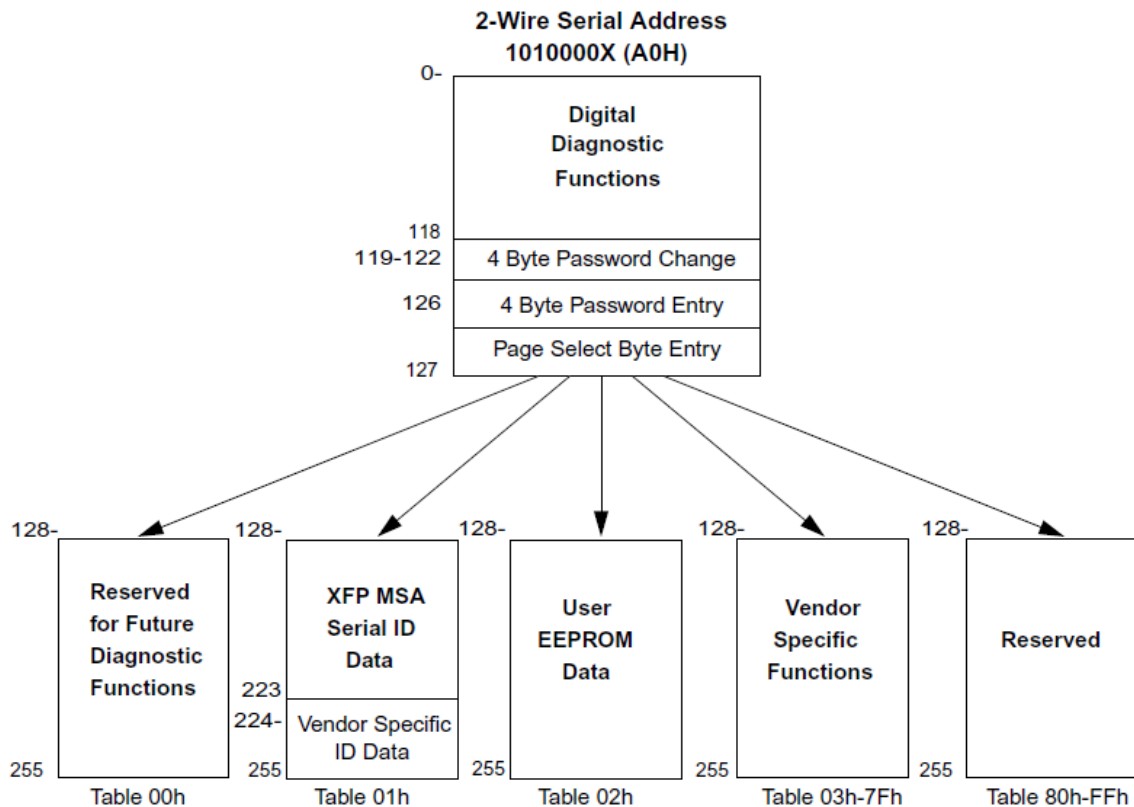 2-Wire Serial Address
1010000X (A0H)
0-
Digital
Diagnostic
Functions
118
119-122
4 Byte Password Change
126
4 Byte Password Entry
Page Select Byte Entry
127
128-
Reserved
for Future
Diagnostic
Functions
255
Table 00h
128-
XFP MSA
Serial ID
Data
223
224-
Vendor Specific
ID Data
255
Table 01h
128-
User
EEPROM
Data
255
Table 02h
128-
Vendor
Specific
Functions
255
Table 03h-7Fh
128-
Reserved
255
Table 80h-FFh